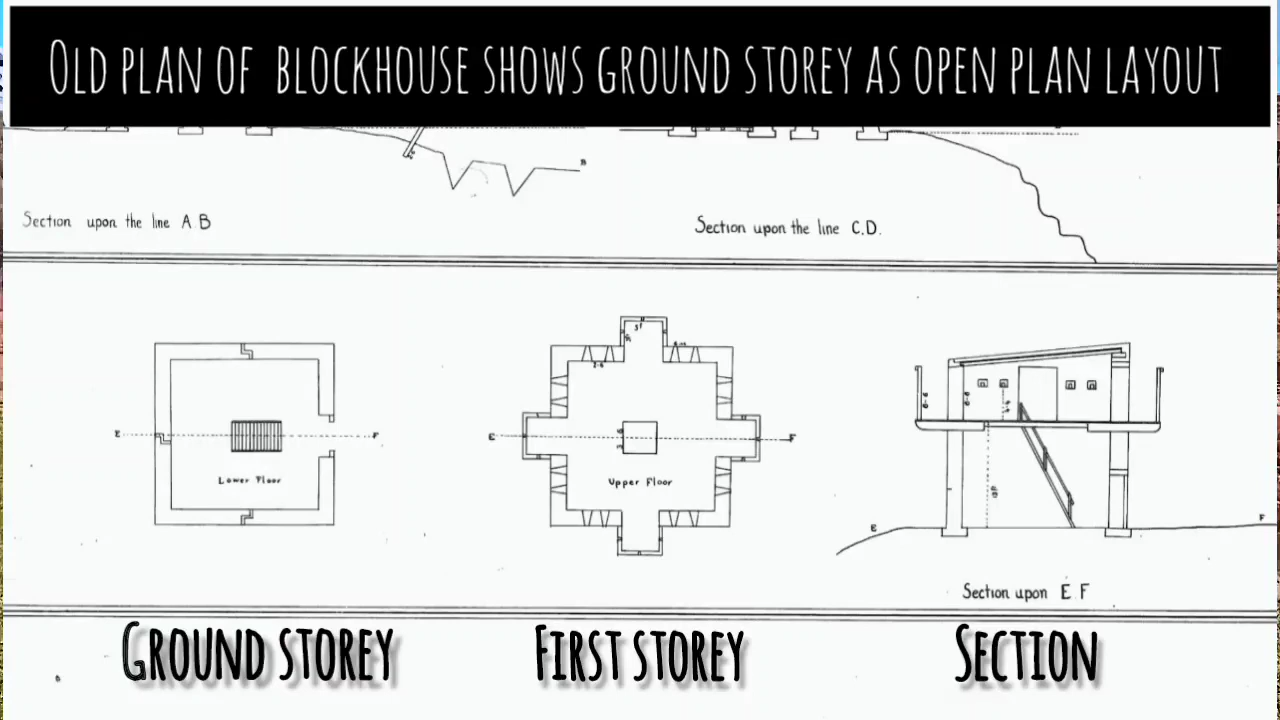 Old plan of blockhouse shows ground storey as open plan layout
B
Section upon the line A B
Section upon the line C.D.
E
F
Lower Floor
E
F
Upper Floor
E
F
Section upon E F
Ground storey
First storey
Section